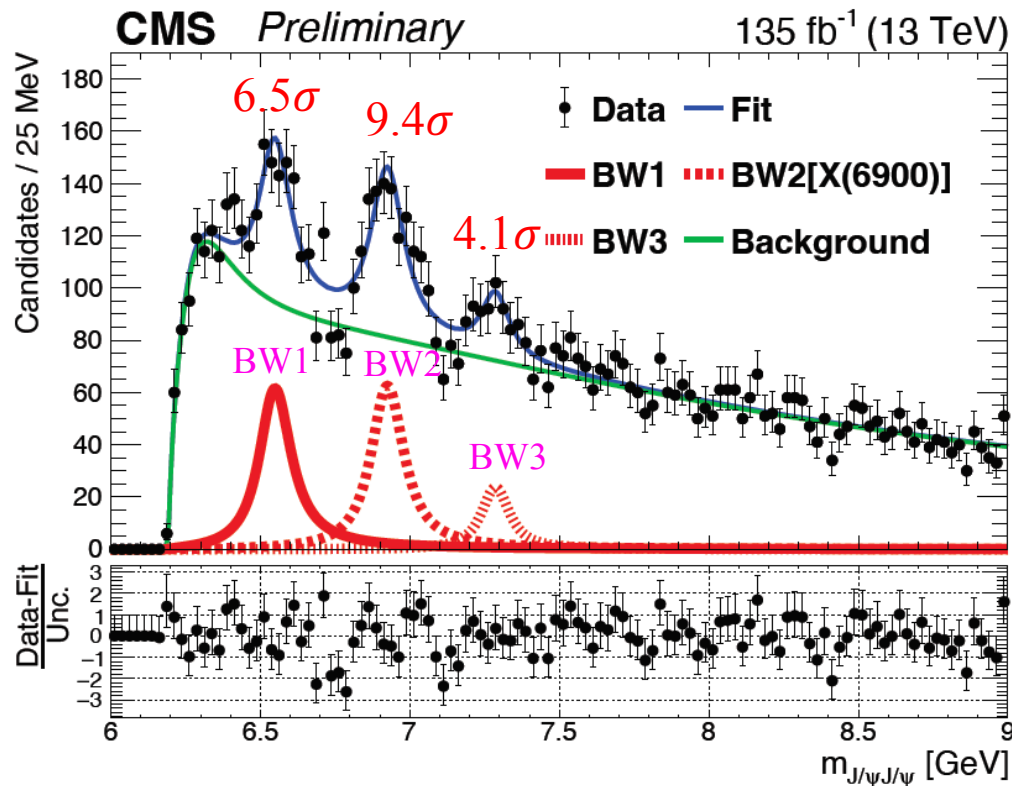 CMS Preliminary 135 fb⁻¹ (13 TeV)
Candidates / 25 MeV
180
160
140
120
100
80
60
40
20
0
6.5σ
9.4σ
4.1σ
Data Fit
BW1 BW2[X(6900)]
BW3 Background
BW1
BW2
BW3
Data-Fit
Unc.
3
2
1
0
−1
−2
−3
6 6.5 7 7.5 8 8.5 9
m_{J/ψJ/ψ} [GeV]